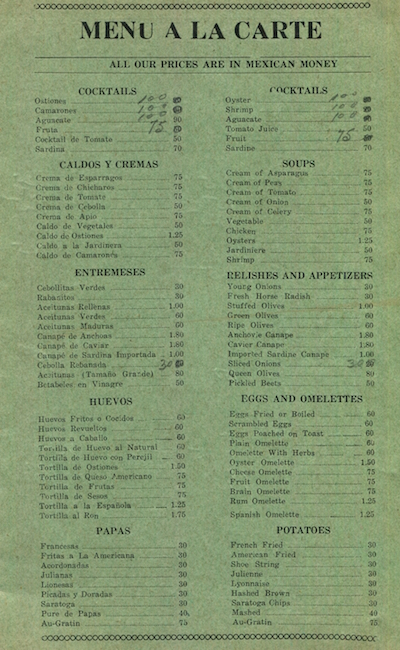 MENU A LA CARTE
ALL OUR PRICES ARE IN MEXICAN MONEY
COCKTAILS
Ostiones 100
Camarones 100
Aguacate 100 90
Fruta 75
Cocktail de Tomate 50
Sardina 70
CALDOS Y CREMAS
Crema de Esparragos 75
Crema de Chicharos 75
Crema de Tomate 75
Crema de Cebolla 50
Crema de Apio 75
Caldo de Vegetales 50
Caldo de Ostiones 1.25
Caldo a la Jardinera 50
Caldo de Camarones 75
ENTREMESES
Cebollitas Verdes 30
Rabanitos 30
Aceitunas Rellenas 1.00
Aceitunas Verdes 60
Aceitunas Maduras 60
Canapé de Anchoas 1.80
Canapé de Caviar 1.80
Canapé de Sardina Importada 1.00
Cebolla Rebanada 30
Aceitunas (Tamaño Grande) 80
Betabeles en Vinagre 50
HUEVOS
Huevos Fritos o Cocidos 60
Huevos Revueltos 60
Huevos a Caballo 60
Tortilla de Huevo al Natural 60
Tortilla de Huevo con Perejil 60
Tortilla de Ostiones 1.50
Tortilla de Queso Americano 75
Tortilla de Frutas 75
Tortilla de Sesos 75
Tortilla a la Española 1.25
Tortilla al Ron 1.75
PAPAS
Francesas 30
Fritas a La Americana 30
Acordonadas 30
Julianas 30
Lionesas 30
Picadas y Doradas 30
Saratoga 30
Pure de Papas 40
Au-Gratin 75
COCKTAILS
Oyster 100
Shrimp 100
Aguacate 100
Tomato Juice 50
Fruit 75
Sardine 70
SOUPS
Cream of Asparagus 75
Cream of Peas 75
Cream of Tomato 75
Cream of Onion 50
Cream of Celery 75
Vegetable 50
Chicken 75
Oysters 1.25
Jardiniere 50
Shrimp 75
RELISHES AND APPETIZERS
Young Onions 30
Fresh Horse Radish 30
Stuffed Olives 1.00
Green Olives 60
Ripe Olives 60
Anchovie Canape 1.80
Cavier Canape 1.80
Imported Sardine Canape 1.00
Sliced Onions 30
Queen Olives 80
Pickled Beets 50
EGGS AND OMELETTES
Eggs Fried or Boiled 60
Scrambled Eggs 60
Eggs Poached on Toast 60
Plain Omelette 60
Omelette With Herbs 60
Oyster Omelette 1.50
Cheese Omelette 75
Fruit Omelette 75
Brain Omelette 75
Rum Omelette 1.25
Spanish Omelette 1.25
POTATOES
French Fried 30
American Fried 30
Shoe String 30
Julienne 30
Lyonnaise 30
Hashed Brown 30
Saratoga Chips 30
Mashed 40
Au-Gratin 75